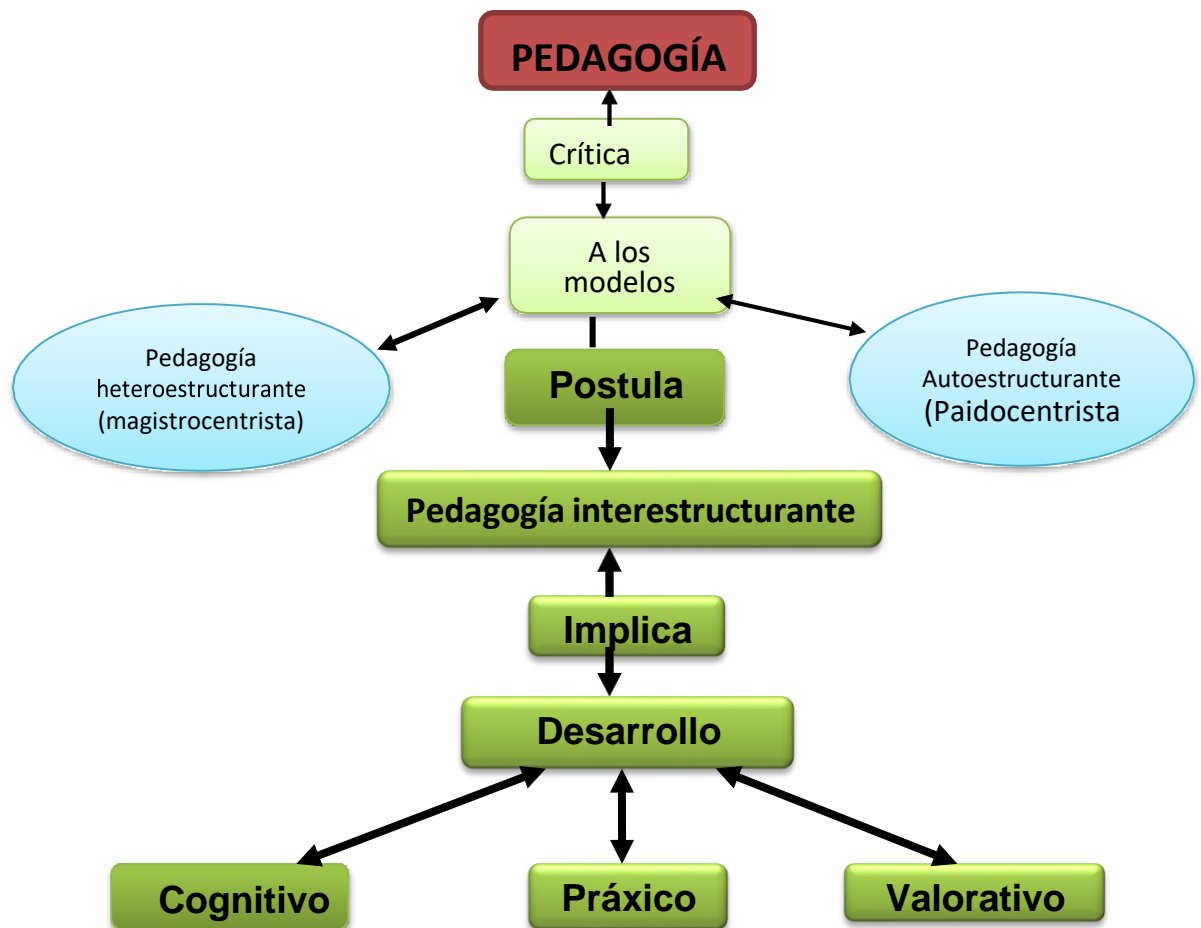 PEDAGOGÍA
Crítica
A los
modelos
Pedagogía
heteroestructurante
(magistrocentrista)
Pedagogía
Autoestructurante
(Paidocentrista
Postula
Pedagogía interestructurante
Implica
Desarrollo
Cognitivo
Práxico
Valorativo